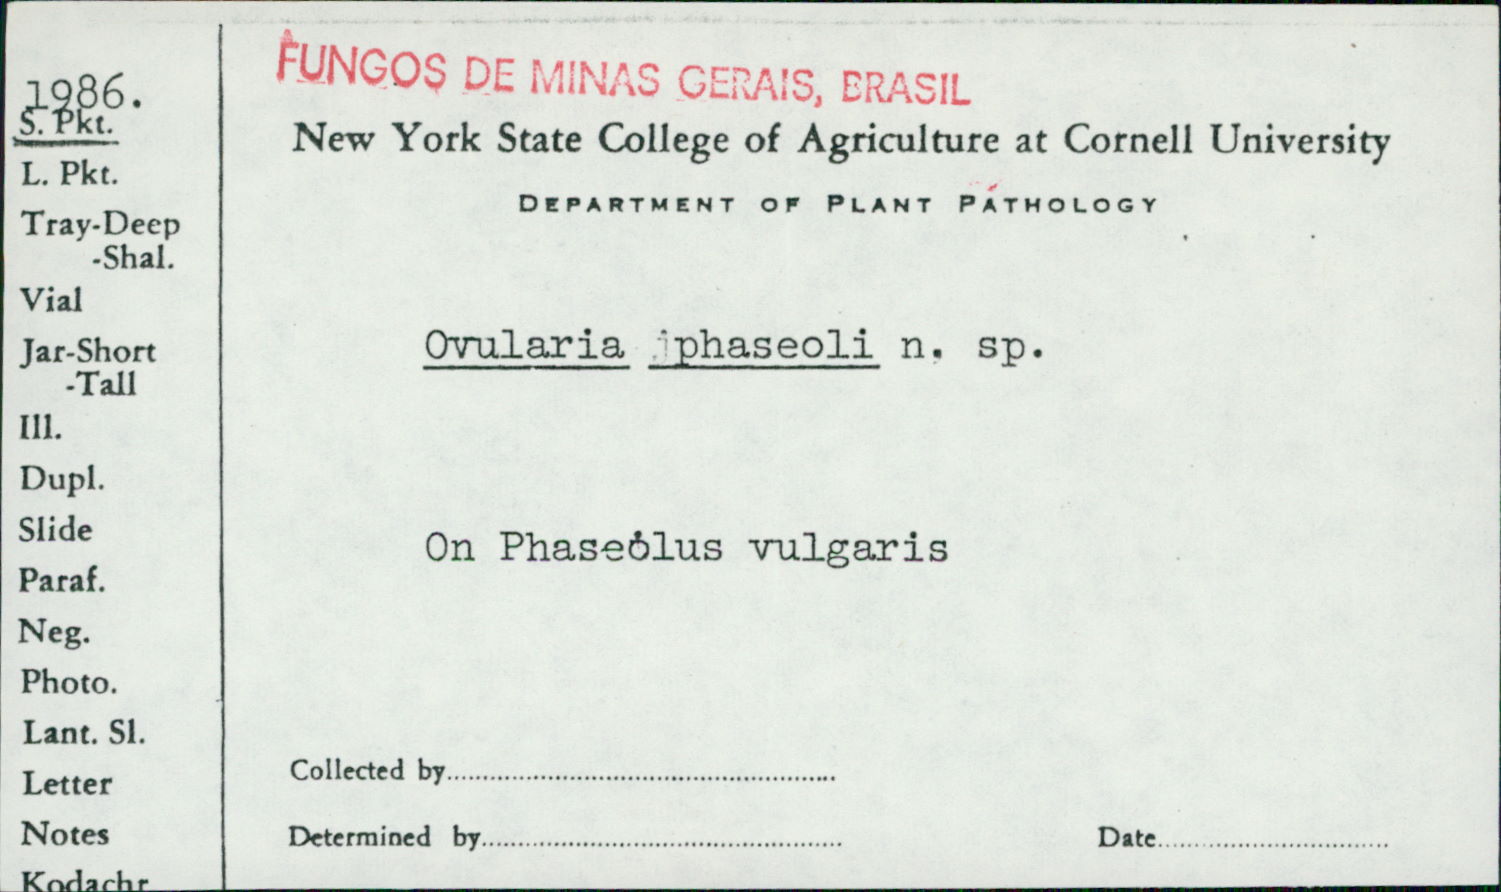 1986.
S. Pkt.
L. Pkt.
Tray-Deep
-Shal.
Vial
Jar-Short
-Tall
Ill.
Dupl.
Slide
Paraf.
Neg.
Photo.
Lant. Sl.
Letter
Notes
Kodachr
FUNGOS DE MINAS GERAIS, BRASIL
New York State College of Agriculture at Cornell University
DEPARTMENT OF PLANT PATHOLOGY
Ovularia phaseoli n. sp.
On Phaseolus vulgaris
Collected by
Determined by Date